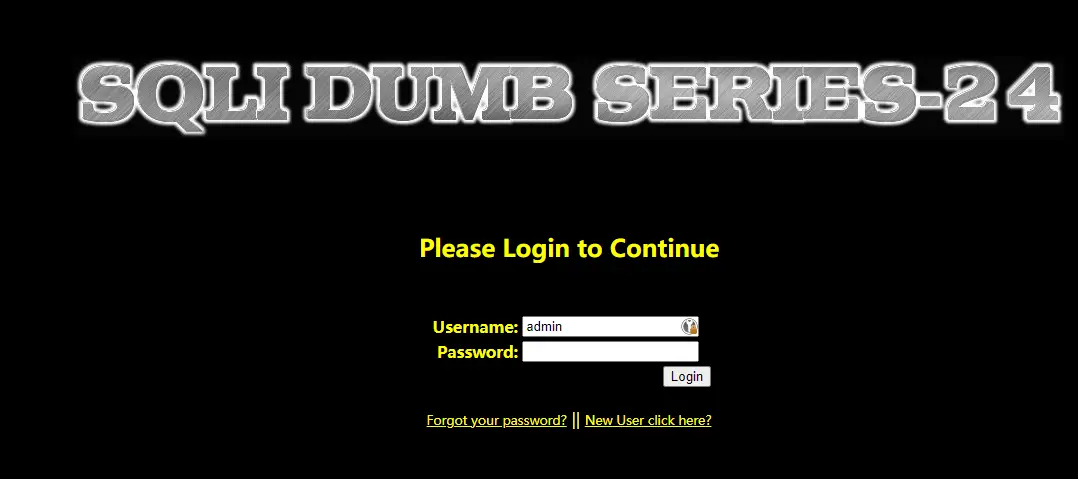 SQLI DUMB SERIES-24
Please Login to Continue
Username: admin
Password:
Login
Forgot your password? || New User click here?